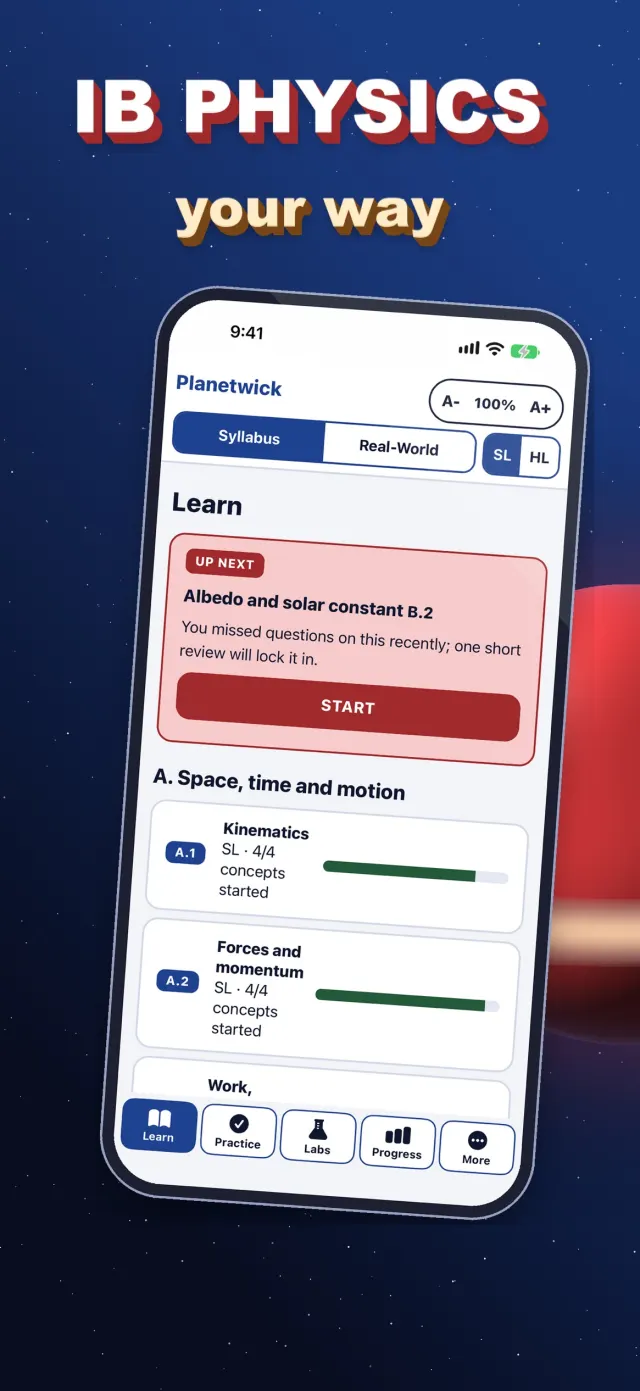 IB PHYSICS
your way
9:41
Planetwick
A- 100% A+
Syllabus Real-World SL HL
Learn
UP NEXT
Albedo and solar constant B.2
You missed questions on this recently; one short
review will lock it in.
START
A. Space, time and motion
A.1
Kinematics
SL · 4/4
concepts
started
A.2
Forces and
momentum
SL · 4/4
concepts
started
Work,
Learn Practice Labs Progress More